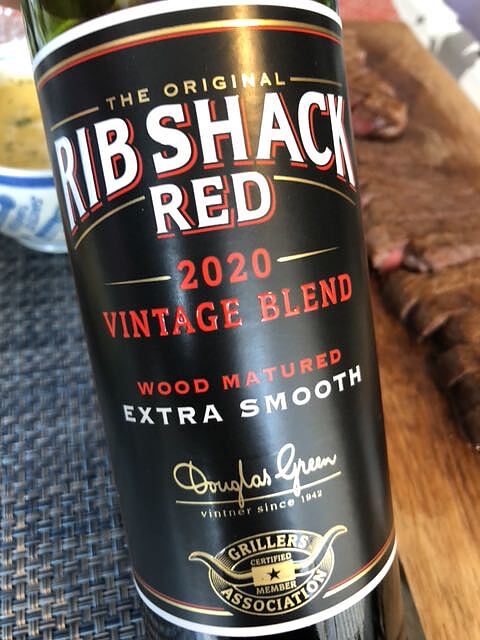 THE ORIGINAL
RIB SHACK
RED
2020
VINTAGE BLEND
WOOD MATURED
EXTRA SMOOTH
Douglas Green
vintner since 1942
GRILLERS
CERTIFIED
MEMBER
ASSOCIATION